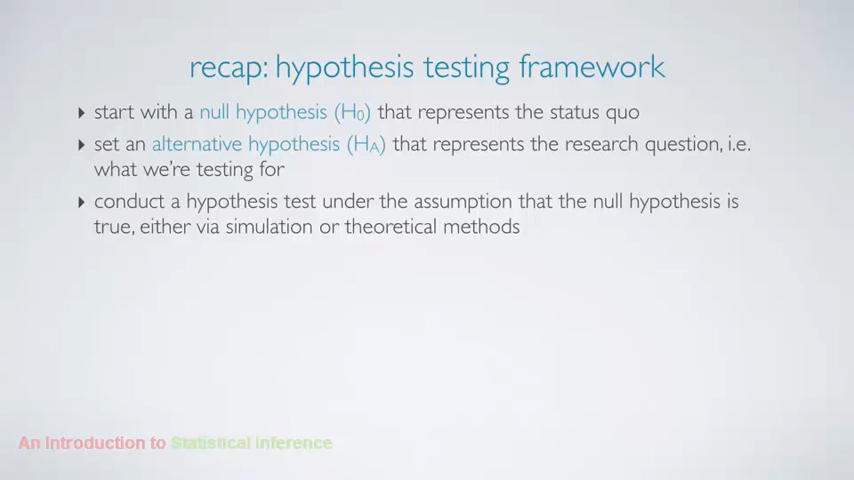 recap: hypothesis testing framework
start with a null hypothesis (H0) that represents the status quo
set an alternative hypothesis (HA) that represents the research question, i.e.
what we're testing for
conduct a hypothesis test under the assumption that the null hypothesis is
true, either via simulation or theoretical methods
An Introduction to Statistical Inference